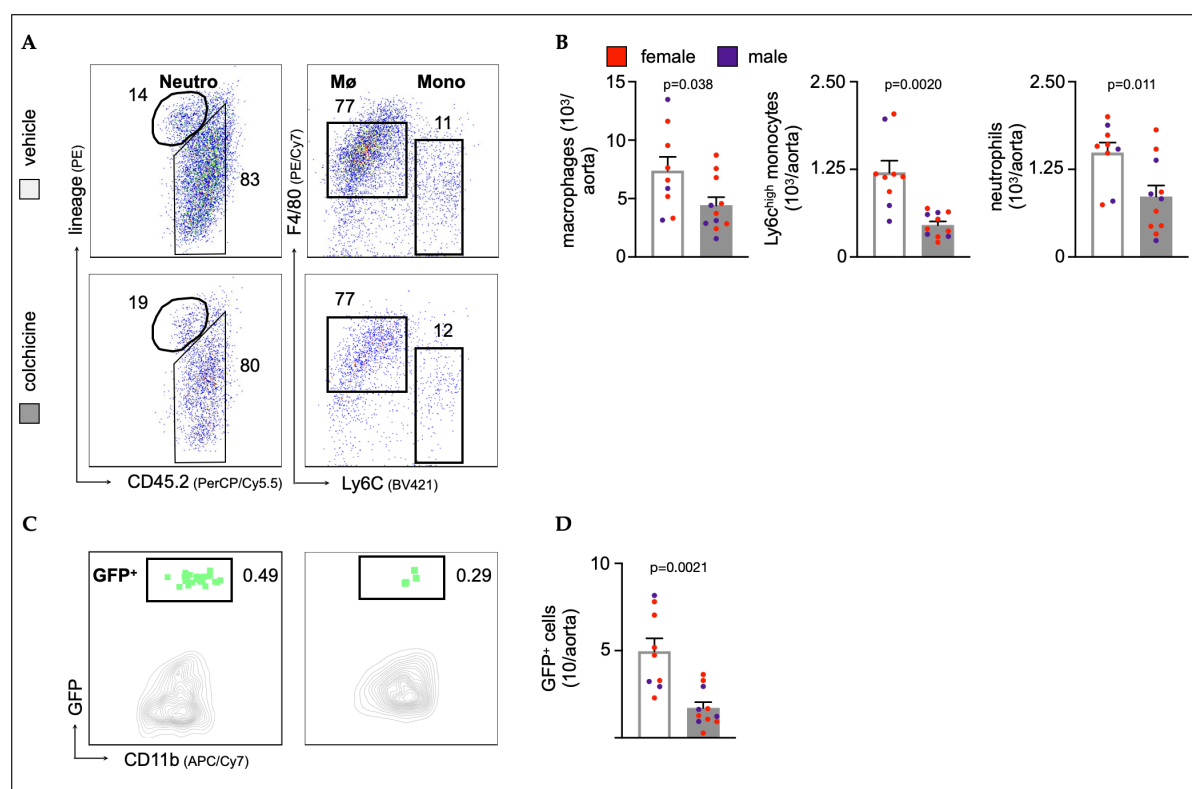 A
Neutro
14
83
Mø
Mono
77
11
vehicle
lineage (PE)
F4/80 (PE/Cy7)
19
80
77
12
colchicine
CD45.2 (PerCP/Cy5.5)
Ly6C (BV421)
B
female
male
p=0.038
15
10
5
0
macrophages (10³/
aorta)
p=0.0020
2.50
1.25
0
Ly6cʰⁱᵍʰ monocytes
(10³/aorta)
p=0.011
2.50
1.25
0
neutrophils
(10³/aorta)
C
GFP⁺
0.49
0.29
GFP
CD11b (APC/Cy7)
D
p=0.0021
10
5
GFP⁺ cells
(10/aorta)